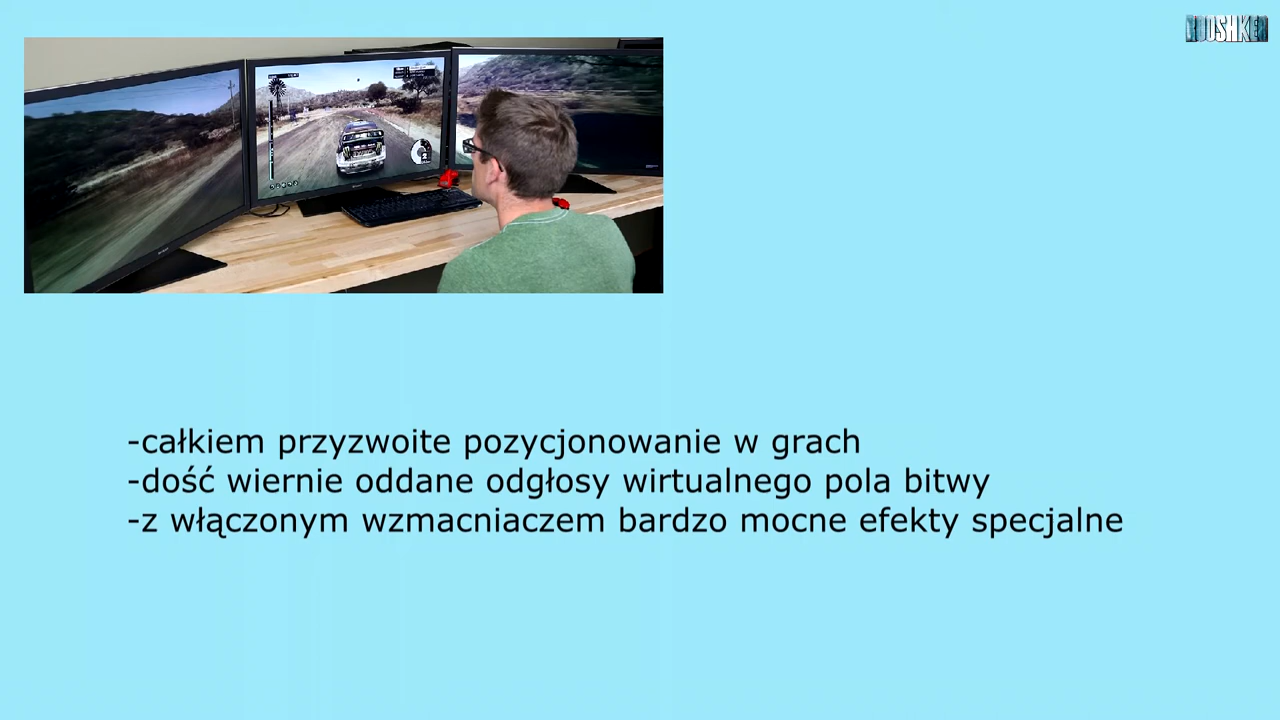 -całkiem przyzwoite pozycjonowanie w grach
-dość wiernie oddane odgłosy wirtualnego pola bitwy
-z włączonym wzmacniaczem bardzo mocne efekty specjalne